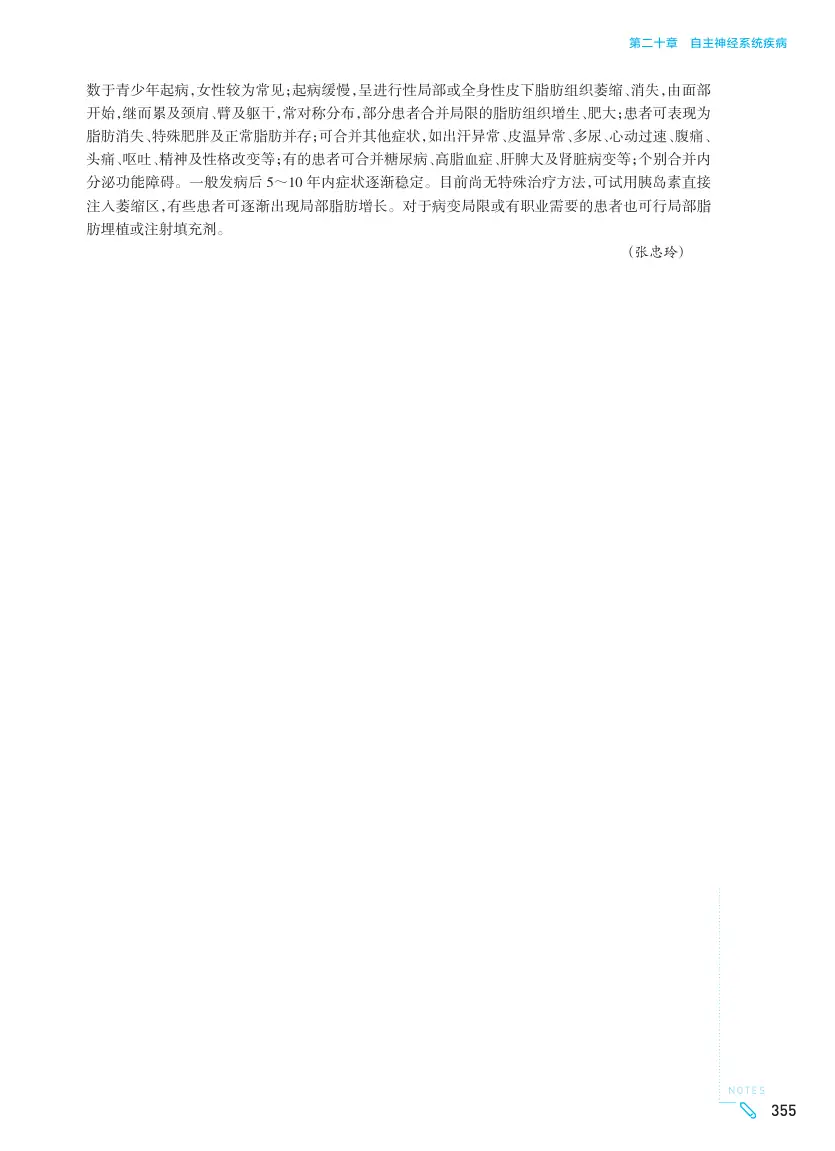 第二十章 自主神经系统疾病
数于青少年起病,女性较为常见;起病缓慢,呈进行性局部或全身性皮下脂肪组织萎缩、消失,由面部
开始,继而累及颈肩、臂及躯干,常对称分布,部分患者合并局限的脂肪组织增生、肥大;患者可表现为
脂肪消失、特殊肥胖及正常脂肪并存;可合并其他症状,如出汗异常、皮温异常、多尿、心动过速、腹痛、
头痛、呕吐、精神及性格改变等;有的患者可合并糖尿病、高脂血症、肝脾大及肾脏病变等;个别合并内
分泌功能障碍。一般发病后 5～10 年内症状逐渐稳定。目前尚无特殊治疗方法,可试用胰岛素直接
注入萎缩区,有些患者可逐渐出现局部脂肪增长。对于病变局限或有职业需要的患者也可行局部脂
肪埋植或注射填充剂。
(张忠玲)
NOTES
355